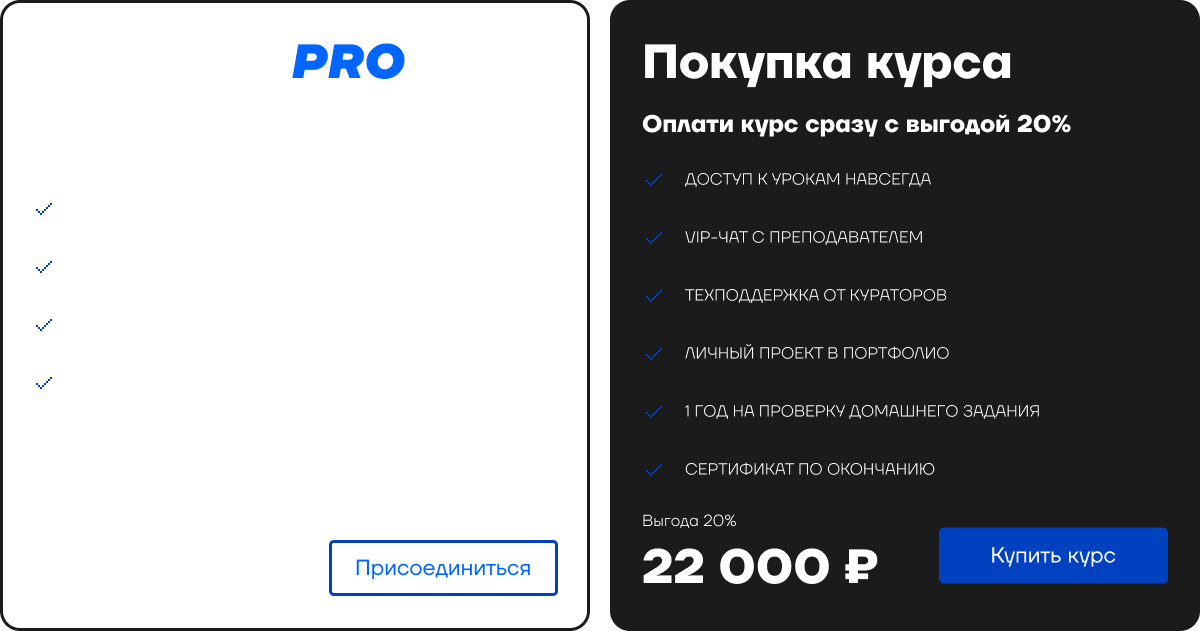 PRO
Присоединиться
Покупка курса
Оплати курс сразу с выгодой 20%
ДОСТУП К УРОКАМ НАВСЕГДА
VIP-ЧАТ С ПРЕПОДАВАТЕЛЕМ
ТЕХПОДДЕРЖКА ОТ КУРАТОРОВ
ЛИЧНЫЙ ПРОЕКТ В ПОРТФОЛИО
1 ГОД НА ПРОВЕРКУ ДОМАШНЕГО ЗАДАНИЯ
СЕРТИФИКАТ ПО ОКОНЧАНИЮ
Выгода 20%
22 000 ₽
Купить курс